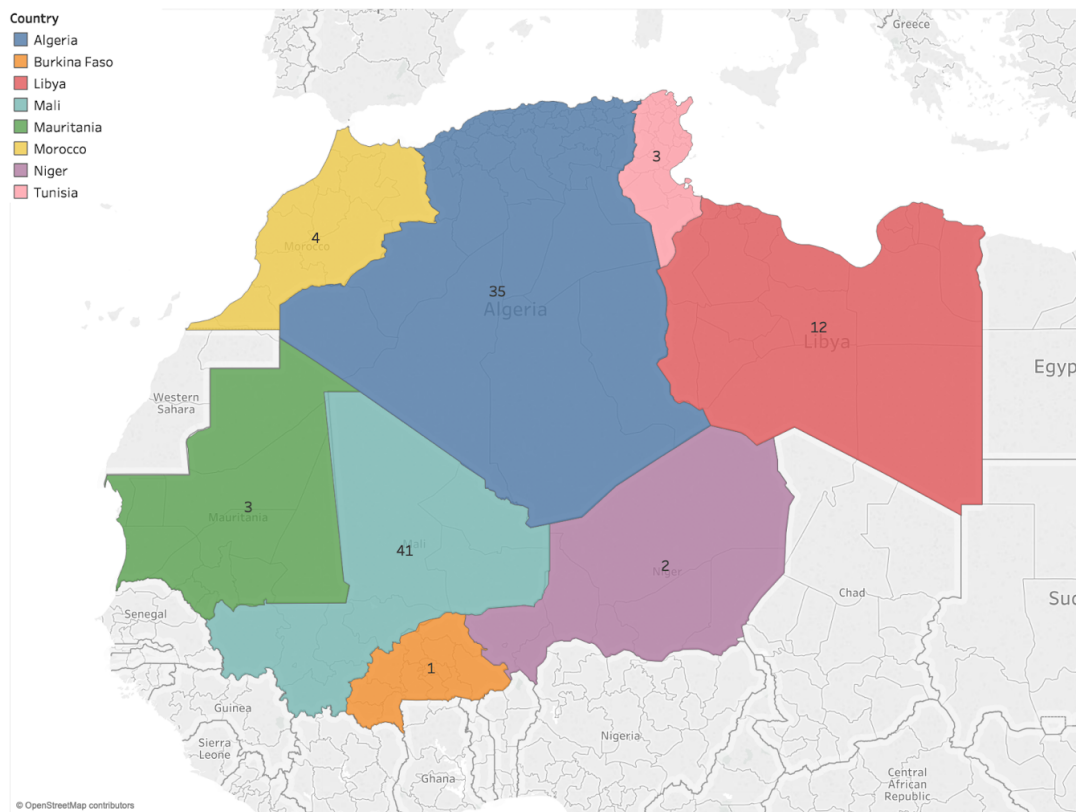 Country
Algeria
Burkina Faso
Libya
Mali
Mauritania
Morocco
Niger
Tunisia
Greece
3
4
Morocco
35
Algeria
12
Libya
Egyp
Western
Sahara
3
Mauritania
41
Mali
2
Niger
Chad
Suc
Senegal
1
Guinea
Nigeria
Sierra
Leone
Ghana
Central
African
Republic
© OpenStreetMap contributors